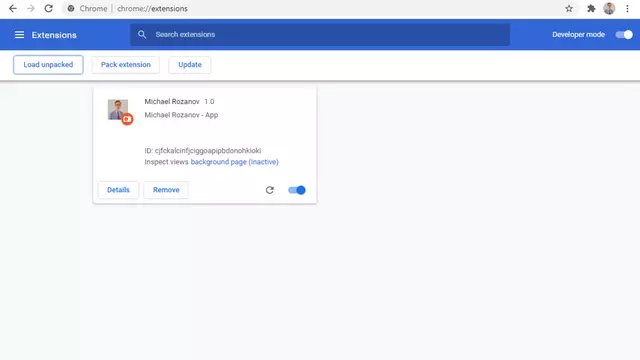 Chrome | chrome://extensions
Extensions
Search extensions
Developer mode
Load unpacked
Pack extension
Update
Michael Rozanov 1.0
Michael Rozanov - App
ID: cjfckalcinfjciggoapipbdonohkioki
Inspect views background page (Inactive)
Details
Remove